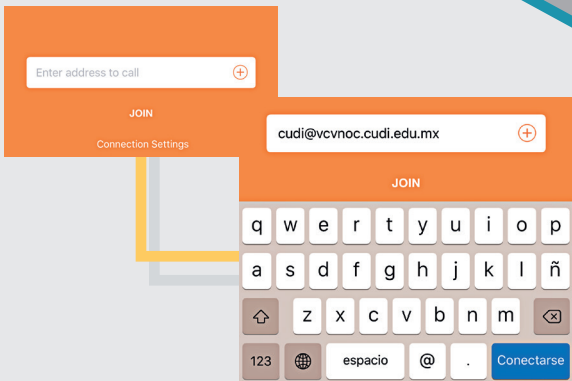 Enter address to call
JOIN
Connection Settings
cudi@vcvnoc.cudi.edu.mx
JOIN
q w e r t y u i o p
a s d f g h j k l ñ
z x c v b n m
123 espacio @ . Conectarse